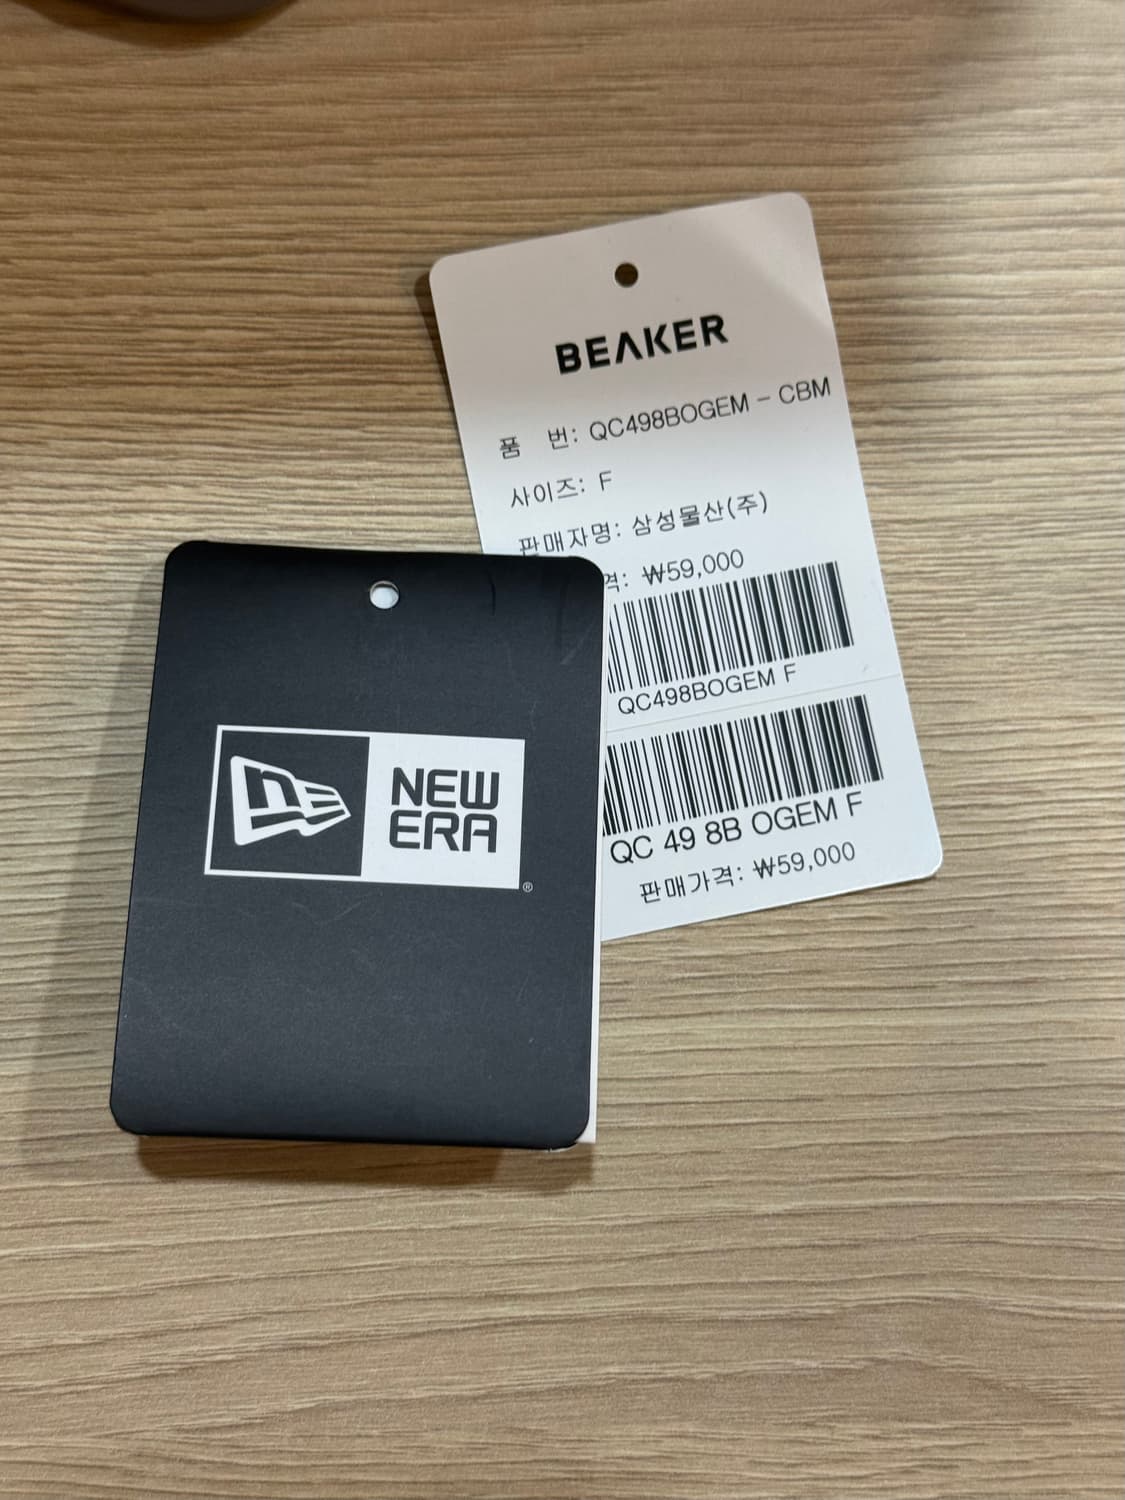 BEAKER
품 번: QC498BOGEM - CBM
사이즈: F
판매자명: 삼성물산(주)
격: ₩59,000
QC498BOGEM F
QC 49 8B OGEM F
판매가격: ₩59,000
NEW
ERA
®